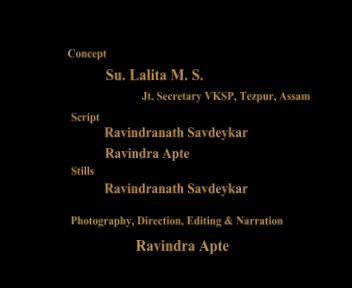 Concept
Su. Lalita M. S.
Jt. Secretary VKSP, Tezpur, Assam
Script
Ravindranath Savdeykar
Ravindra Apte
Stills
Ravindranath Savdeykar
Photography, Direction, Editing & Narration
Ravindra Apte